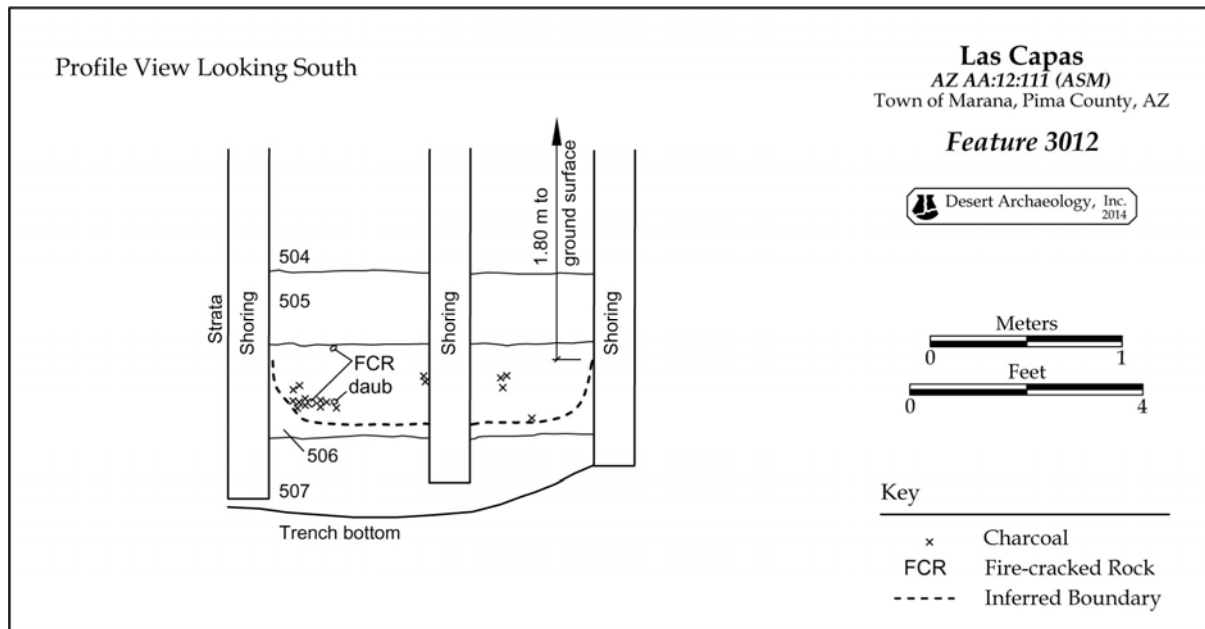 Profile View Looking South
Las Capas
AZ AA:12:111 (ASM)
Town of Marana, Pima County, AZ
Feature 3012
Desert Archaeology, Inc.
2014
1.80 m to
ground surface
504
505
Strata
Shoring
Shoring
Shoring
FCR
daub
506
507
Trench bottom
Meters
0 1
Feet
0 4
Key
x Charcoal
FCR Fire-cracked Rock
Inferred Boundary